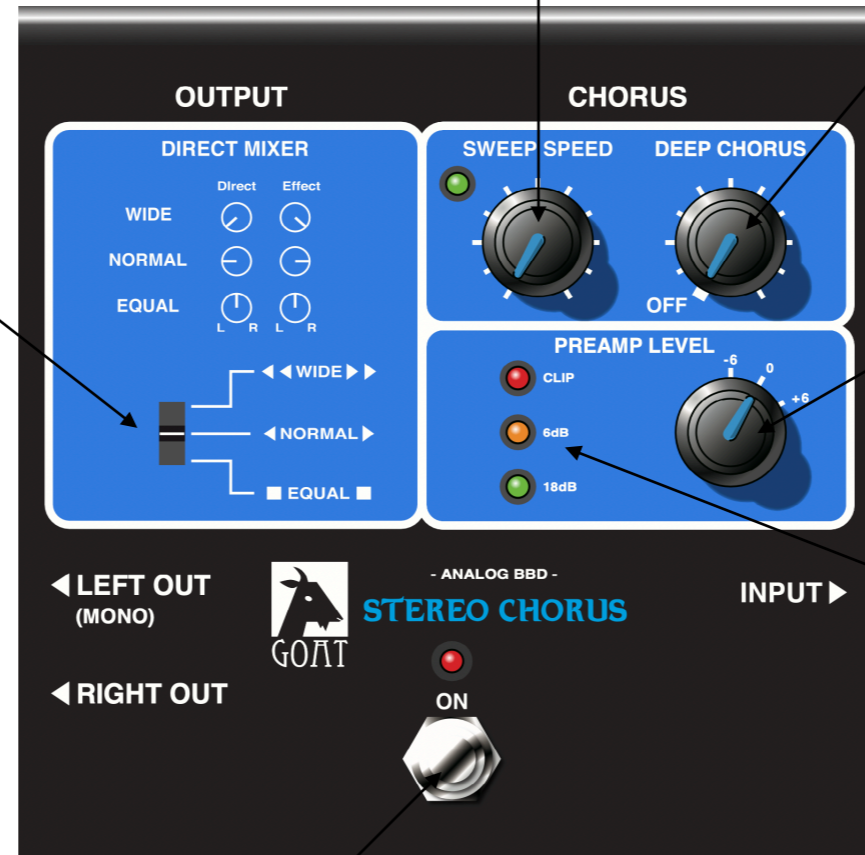 OUTPUT
DIRECT MIXER
DIrect Effect
WIDE
NORMAL
EQUAL
L R L R
◀ ◀ WIDE ▶ ▶
◀ NORMAL ▶
■ EQUAL ■
CHORUS
SWEEP SPEED
DEEP CHORUS
OFF
PREAMP LEVEL
CLIP
6dB
18dB
-6
0
+6
◀ LEFT OUT
(MONO)
◀ RIGHT OUT
GOAT
- ANALOG BBD -
STEREO CHORUS
ON
INPUT ▶